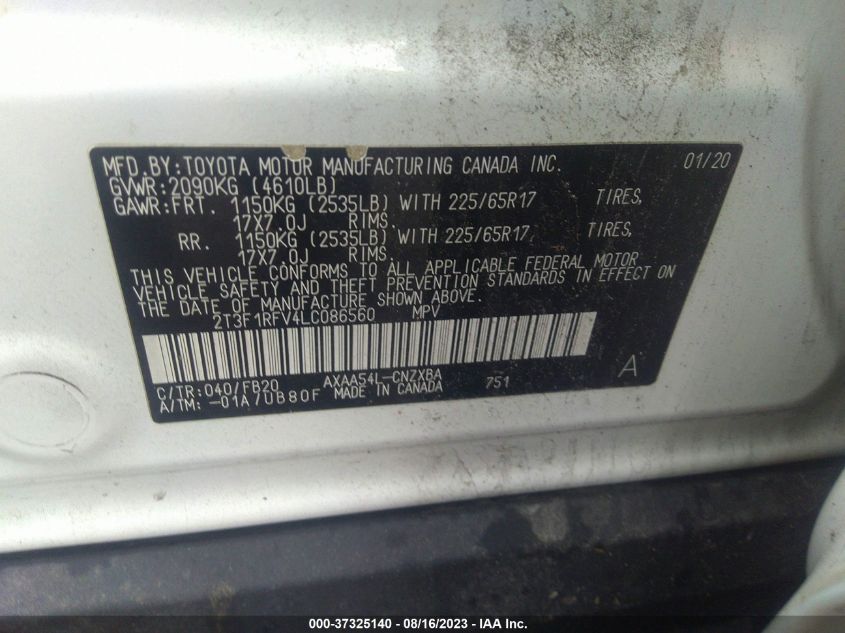 MFD.BY:TOYOTA MOTOR MANUFACTURING CANADA INC. 01/20
GVWR:2090KG (4610LB)
GAWR:FRT. 1150KG (2535LB) WITH 225/65R17 TIRES,
17X7.0J RIMS.
RR. 1150KG (2535LB) WITH 225/65R17, TIRES,
17X7.0J RIMS.
THIS VEHICLE CONFORMS TO ALL APPLICABLE FEDERAL MOTOR
VEHICLE SAFETY AND THEFT PREVENTION STANDARDS IN EFFECT ON
THE DATE OF MANUFACTURE SHOWN ABOVE.
2T3F1RFV4LC086560 MPV
C/TR:040/FB20 AXAA54L-CNZXBA 751 A
A/TM:-01A/UB80F MADE IN CANADA
000-37325140 - 08/16/2023 - IAA Inc.